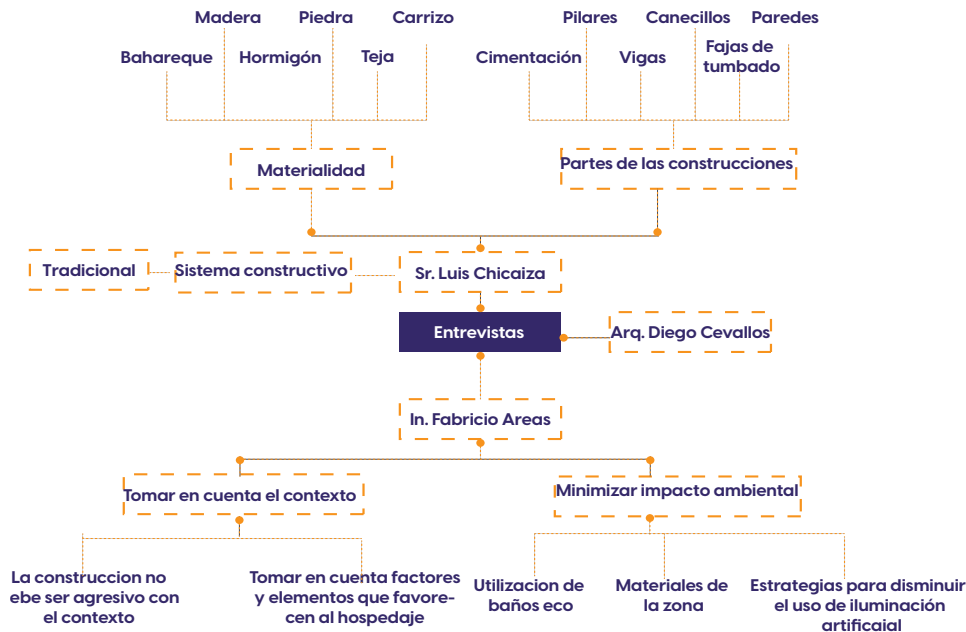 Madera
Piedra
Carrizo
Pilares
Canecillos
Paredes
Bahareque
Hormigón
Teja
Cimentación
Vigas
Fajas de
tumbado
Materialidad
Partes de las construcciones
Tradicional
Sistema constructivo
Sr. Luis Chicaiza
Entrevistas
Arq. Diego Cevallos
In. Fabricio Areas
Tomar en cuenta el contexto
Minimizar impacto ambiental
La construccion no
ebe ser agresivo con
el contexto
Tomar en cuenta factores
y elementos que favore-
cen al hospedaje
Utilizacion de
baños eco
Materiales de
la zona
Estrategias para disminuir
el uso de iluminación
artificaial